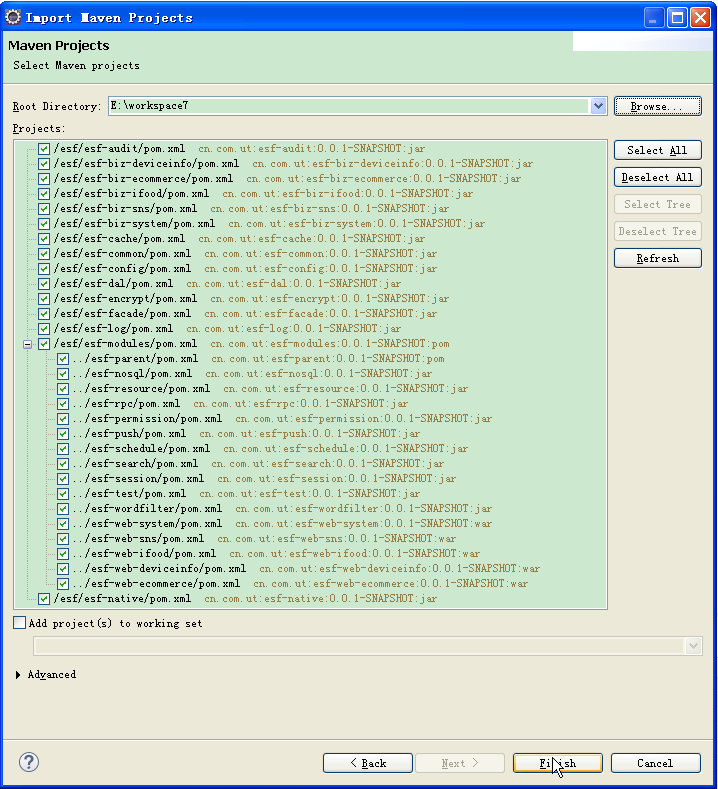 Import Maven Projects
Maven Projects
Select Maven projects
Root Directory: E:\workspace7 Browse...
Projects:
/esf/esf-audit/pom.xml cn.com.ut:esf-audit:0.0.1-SNAPSHOT:jar
/esf/esf-biz-deviceinfo/pom.xml cn.com.ut:esf-biz-deviceinfo:0.0.1-SNAPSHOT:jar
/esf/esf-biz-ecommerce/pom.xml cn.com.ut:esf-biz-ecommerce:0.0.1-SNAPSHOT:jar
/esf/esf-biz-ifood/pom.xml cn.com.ut:esf-biz-ifood:0.0.1-SNAPSHOT:jar
/esf/esf-biz-sns/pom.xml cn.com.ut:esf-biz-sns:0.0.1-SNAPSHOT:jar
/esf/esf-biz-system/pom.xml cn.com.ut:esf-biz-system:0.0.1-SNAPSHOT:jar
/esf/esf-cache/pom.xml cn.com.ut:esf-cache:0.0.1-SNAPSHOT:jar
/esf/esf-common/pom.xml cn.com.ut:esf-common:0.0.1-SNAPSHOT:jar
/esf/esf-config/pom.xml cn.com.ut:esf-config:0.0.1-SNAPSHOT:jar
/esf/esf-dal/pom.xml cn.com.ut:esf-dal:0.0.1-SNAPSHOT:jar
/esf/esf-encrypt/pom.xml cn.com.ut:esf-encrypt:0.0.1-SNAPSHOT:jar
/esf/esf-facade/pom.xml cn.com.ut:esf-facade:0.0.1-SNAPSHOT:jar
/esf/esf-log/pom.xml cn.com.ut:esf-log:0.0.1-SNAPSHOT:jar
/esf/esf-modules/pom.xml cn.com.ut:esf-modules:0.0.1-SNAPSHOT:pom
../esf-parent/pom.xml cn.com.ut:esf-parent:0.0.1-SNAPSHOT:pom
../esf-nosql/pom.xml cn.com.ut:esf-nosql:0.0.1-SNAPSHOT:jar
../esf-resource/pom.xml cn.com.ut:esf-resource:0.0.1-SNAPSHOT:jar
../esf-rpc/pom.xml cn.com.ut:esf-rpc:0.0.1-SNAPSHOT:jar
../esf-permission/pom.xml cn.com.ut:esf-permission:0.0.1-SNAPSHOT:jar
../esf-push/pom.xml cn.com.ut:esf-push:0.0.1-SNAPSHOT:jar
../esf-schedule/pom.xml cn.com.ut:esf-schedule:0.0.1-SNAPSHOT:jar
../esf-search/pom.xml cn.com.ut:esf-search:0.0.1-SNAPSHOT:jar
../esf-session/pom.xml cn.com.ut:esf-session:0.0.1-SNAPSHOT:jar
../esf-test/pom.xml cn.com.ut:esf-test:0.0.1-SNAPSHOT:jar
../esf-wordfilter/pom.xml cn.com.ut:esf-wordfilter:0.0.1-SNAPSHOT:jar
../esf-web-system/pom.xml cn.com.ut:esf-web-system:0.0.1-SNAPSHOT:war
../esf-web-sns/pom.xml cn.com.ut:esf-web-sns:0.0.1-SNAPSHOT:war
../esf-web-ifood/pom.xml cn.com.ut:esf-web-ifood:0.0.1-SNAPSHOT:war
../esf-web-deviceinfo/pom.xml cn.com.ut:esf-web-deviceinfo:0.0.1-SNAPSHOT:war
../esf-web-ecommerce/pom.xml cn.com.ut:esf-web-ecommerce:0.0.1-SNAPSHOT:war
/esf/esf-native/pom.xml cn.com.ut:esf-native:0.0.1-SNAPSHOT:jar
Select All
Deselect All
Select Tree
Deselect Tree
Refresh
Add project(s) to working set
Advanced
? < Back Next > Finish Cancel